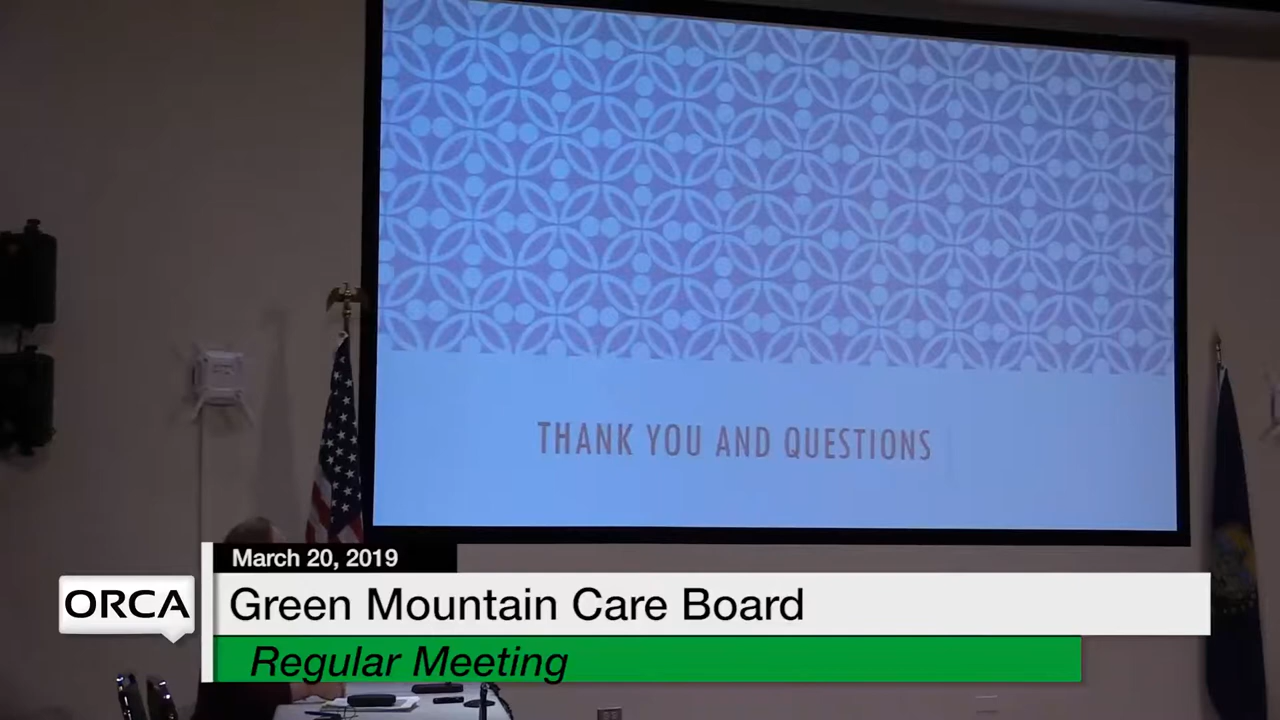 THANK YOU AND QUESTIONS
March 20, 2019
ORCA
Green Mountain Care Board
Regular Meeting